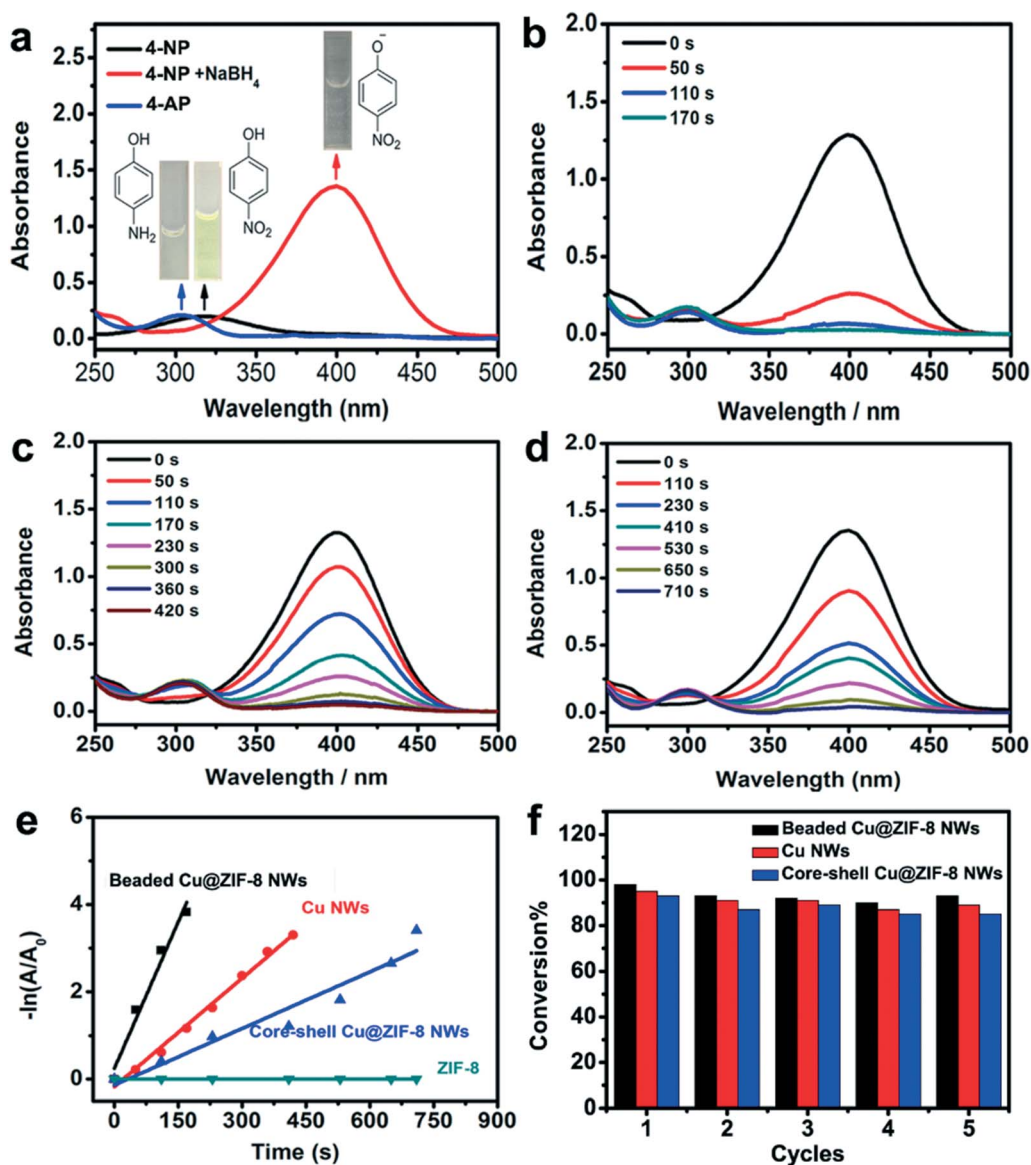 a
4-NP
4-NP +NaBH4
4-AP
O-
NO2
OH
NH2
OH
NO2
Absorbance
2.5
2.0
1.5
1.0
0.5
0.0
250 300 350 400 450 500
Wavelength (nm)
b
0 s
50 s
110 s
170 s
Absorbance
2.0
1.5
1.0
0.5
0.0
250 300 350 400 450 500
Wavelength / nm
c
0 s
50 s
110 s
170 s
230 s
300 s
360 s
420 s
Absorbance
2.0
1.5
1.0
0.5
0.0
250 300 350 400 450 500
Wavelength / nm
d
0 s
110 s
230 s
410 s
530 s
650 s
710 s
Absorbance
2.0
1.5
1.0
0.5
0.0
250 300 350 400 450 500
Wavelength (nm)
e
Beaded Cu@ZIF-8 NWs
Cu NWs
Core-shell Cu@ZIF-8 NWs
ZIF-8
-ln(A/A0)
6
4
2
0
0 150 300 450 600 750 900
Time (s)
f
Beaded Cu@ZIF-8 NWs
Cu NWs
Core-shell Cu@ZIF-8 NWs
Conversion%
120
100
80
60
40
20
0
1 2 3 4 5
Cycles